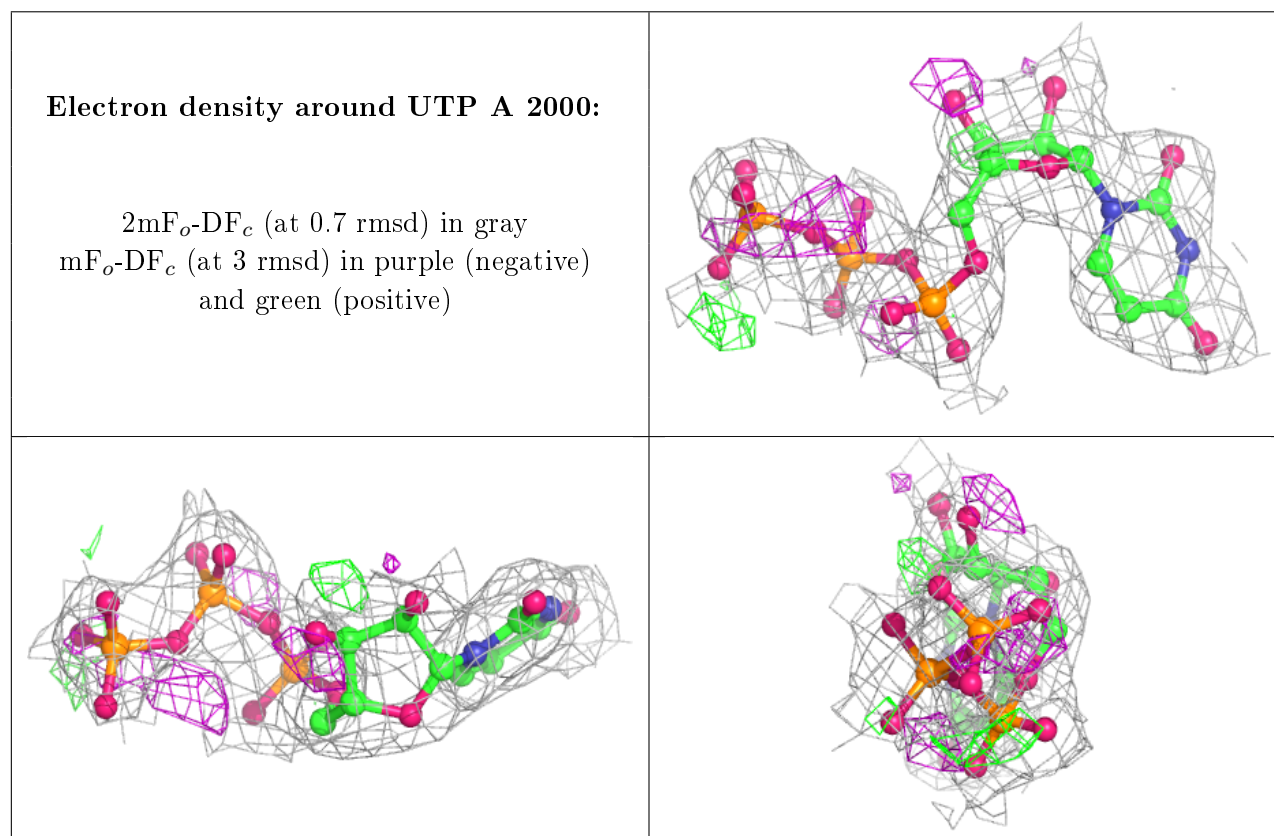 Electron density around UTP A 2000:
2mFₒ-DF𝒸 (at 0.7 rmsd) in gray
mFₒ-DF𝒸 (at 3 rmsd) in purple (negative)
and green (positive)